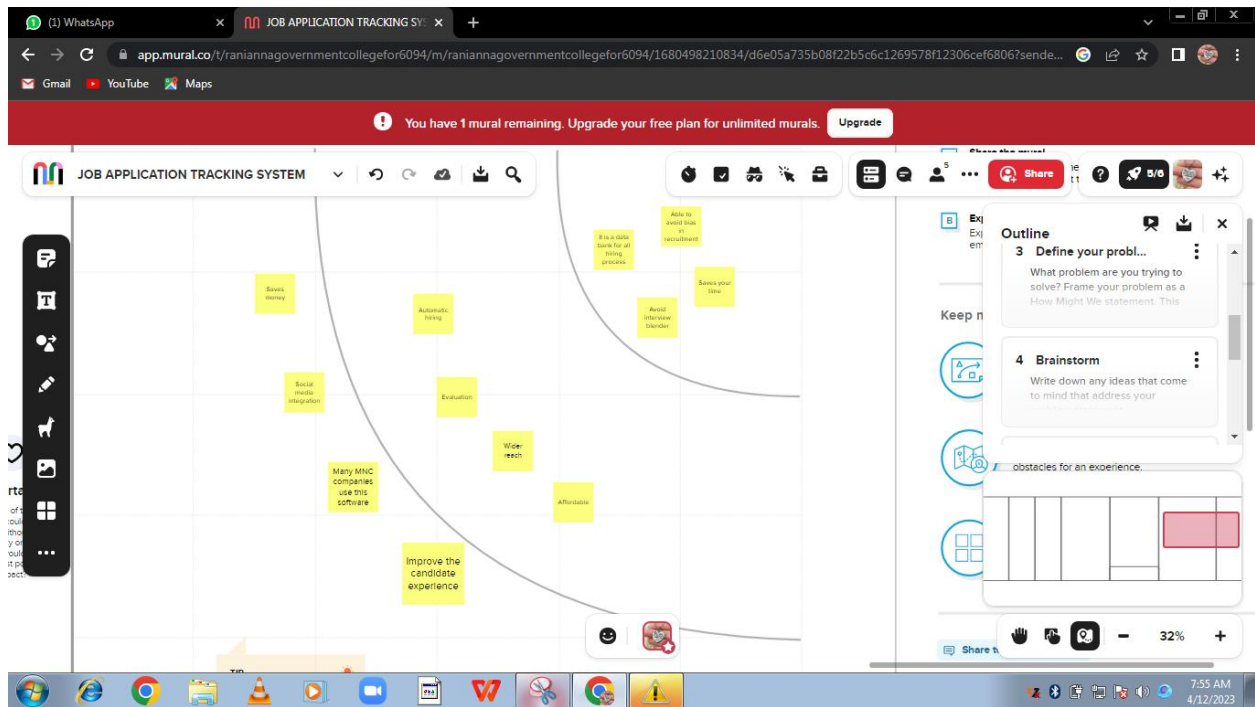 (1) WhatsApp
JOB APPLICATION TRACKING SYS
app.mural.co/t/raniannagovernmentcollegefor6094/m/raniannagovernmentcollegefor6094/1680498210834/d6e05a735b08f22b5c6c1269578f12306cef6806?sende...
Gmail
YouTube
Maps
You have 1 mural remaining. Upgrade your free plan for unlimited murals.
Upgrade
JOB APPLICATION TRACKING SYSTEM
5
Share
5/6
Share the mural
B
Able to
avoid bias
in
recruitment
It is a data
bank for all
hiring
process
Saves your
time
Avoid
interview
blender
Saves
money
Automatic
hiring
Social
media
integration
Evaluation
Wider
reach
Many MNC
companies
use this
software
Affordable
Improve the
candidate
experience
TIP
Keep
Outline
3 Define your probl...
What problem are you trying to
solve? Frame your problem as a
How Might We statement. This
4 Brainstorm
Write down any ideas that come
to mind that address your
obstacles for an experience.
Share
32%
7:55 AM
4/12/2023